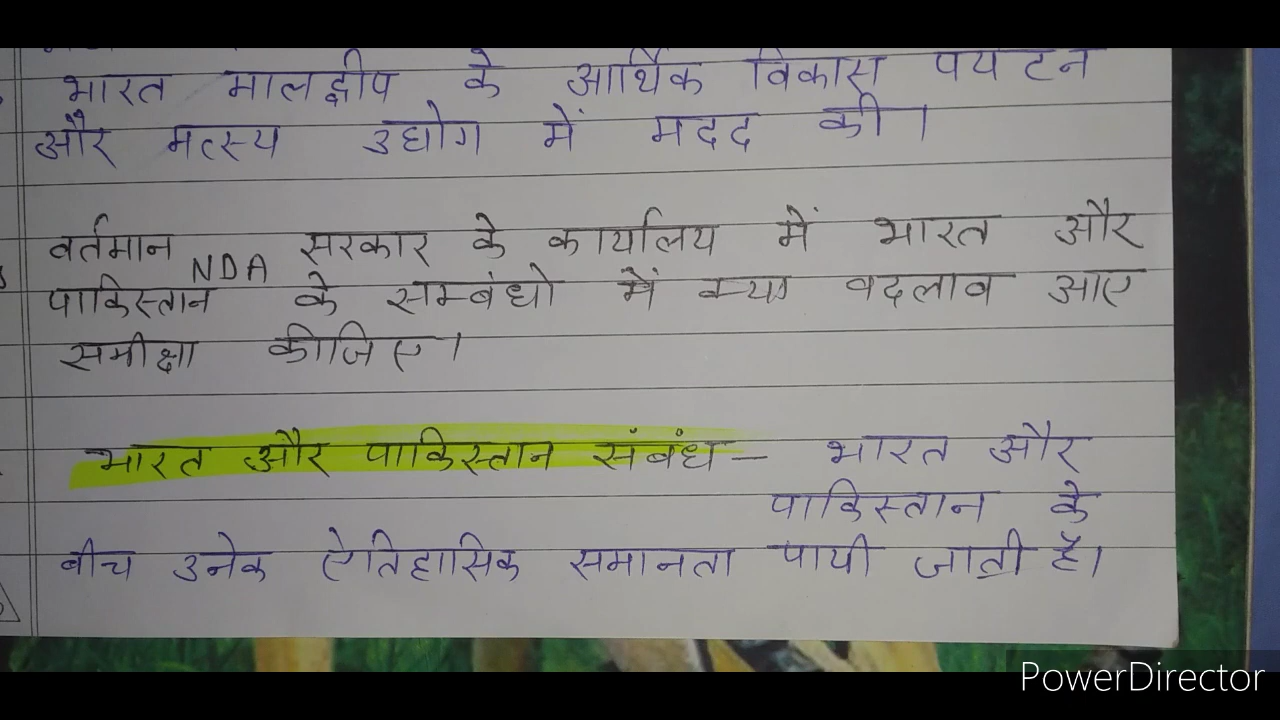 भारत मालद्वीप के आर्थिक विकास पर्यटन
और मत्स्य उद्योग में मदद की।
वर्तमान NDA सरकार के कार्यालय में भारत और
पाकिस्तान के सम्बंधो में क्या बदलाव आए
समीक्षा कीजिए।
भारत और पाकिस्तान संबंध — भारत और
पाकिस्तान के
बीच अनेक ऐतिहासिक समानता पायी जाती है।
PowerDirector